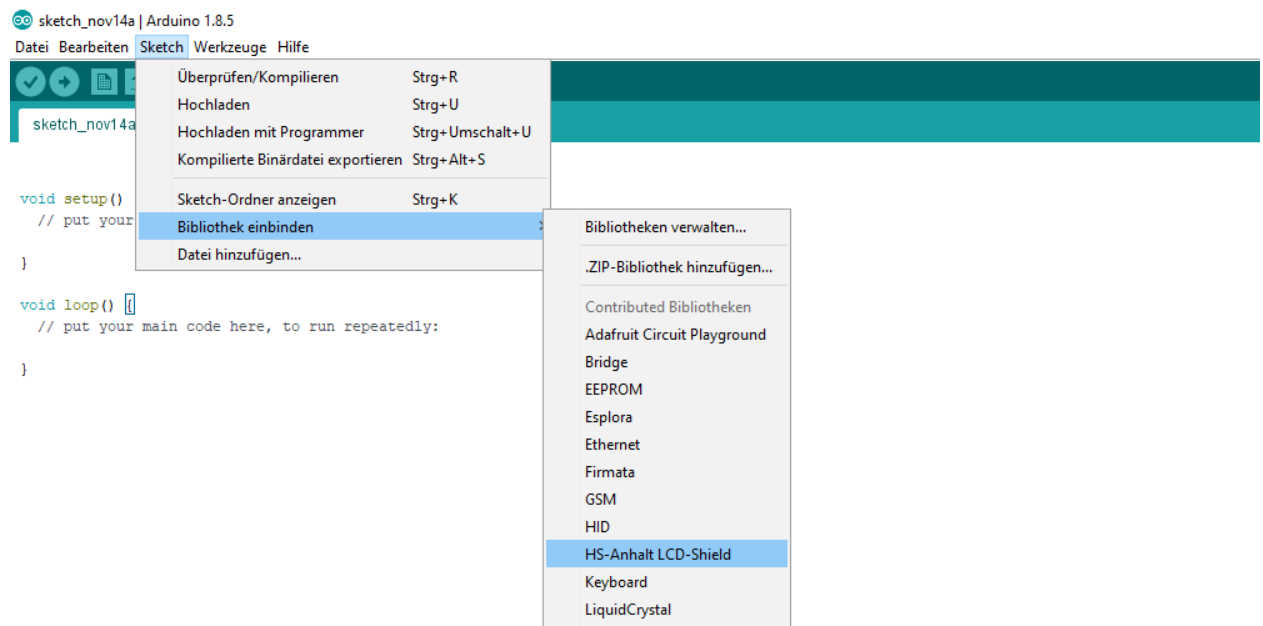 sketch_nov14a | Arduino 1.8.5
Datei Bearbeiten Sketch Werkzeuge Hilfe
Überprüfen/Kompilieren Strg+R
Hochladen Strg+U
sketch_nov14a
Hochladen mit Programmer Strg+Umschalt+U
Kompilierte Binärdatei exportieren Strg+Alt+S
void setup()
Sketch-Ordner anzeigen Strg+K
// put your
Bibliothek einbinden
Datei hinzufügen...
}
void loop() {
// put your main code here, to run repeatedly:
}
Bibliotheken verwalten...
.ZIP-Bibliothek hinzufügen...
Contributed Bibliotheken
Adafruit Circuit Playground
Bridge
EEPROM
Esplora
Ethernet
Firmata
GSM
HID
HS-Anhalt LCD-Shield
Keyboard
LiquidCrystal